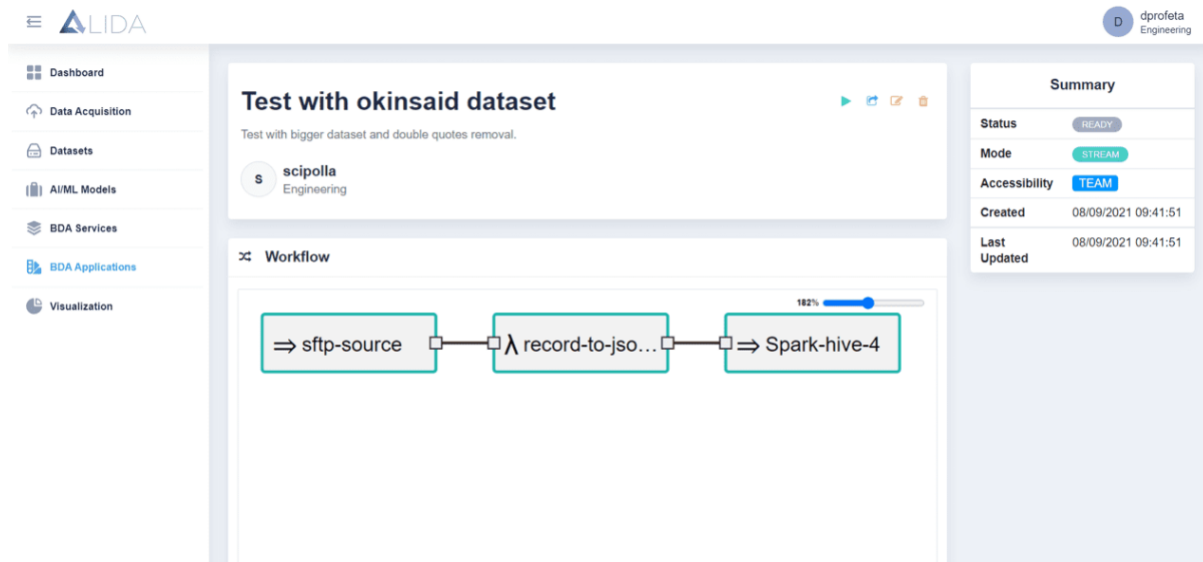 ALIDA
D
dprofeta
Engineering
Dashboard
Data Acquisition
Datasets
AI/ML Models
BDA Services
BDA Applications
Visualization
Test with okinsaid dataset
Test with bigger dataset and double quotes removal.
S
scipolla
Engineering
Workflow
182%
⇒ sftp-source
λ record-to-jso...
⇒ Spark-hive-4
Summary
Status READY
Mode STREAM
Accessibility TEAM
Created 08/09/2021 09:41:51
Last 08/09/2021 09:41:51
Updated